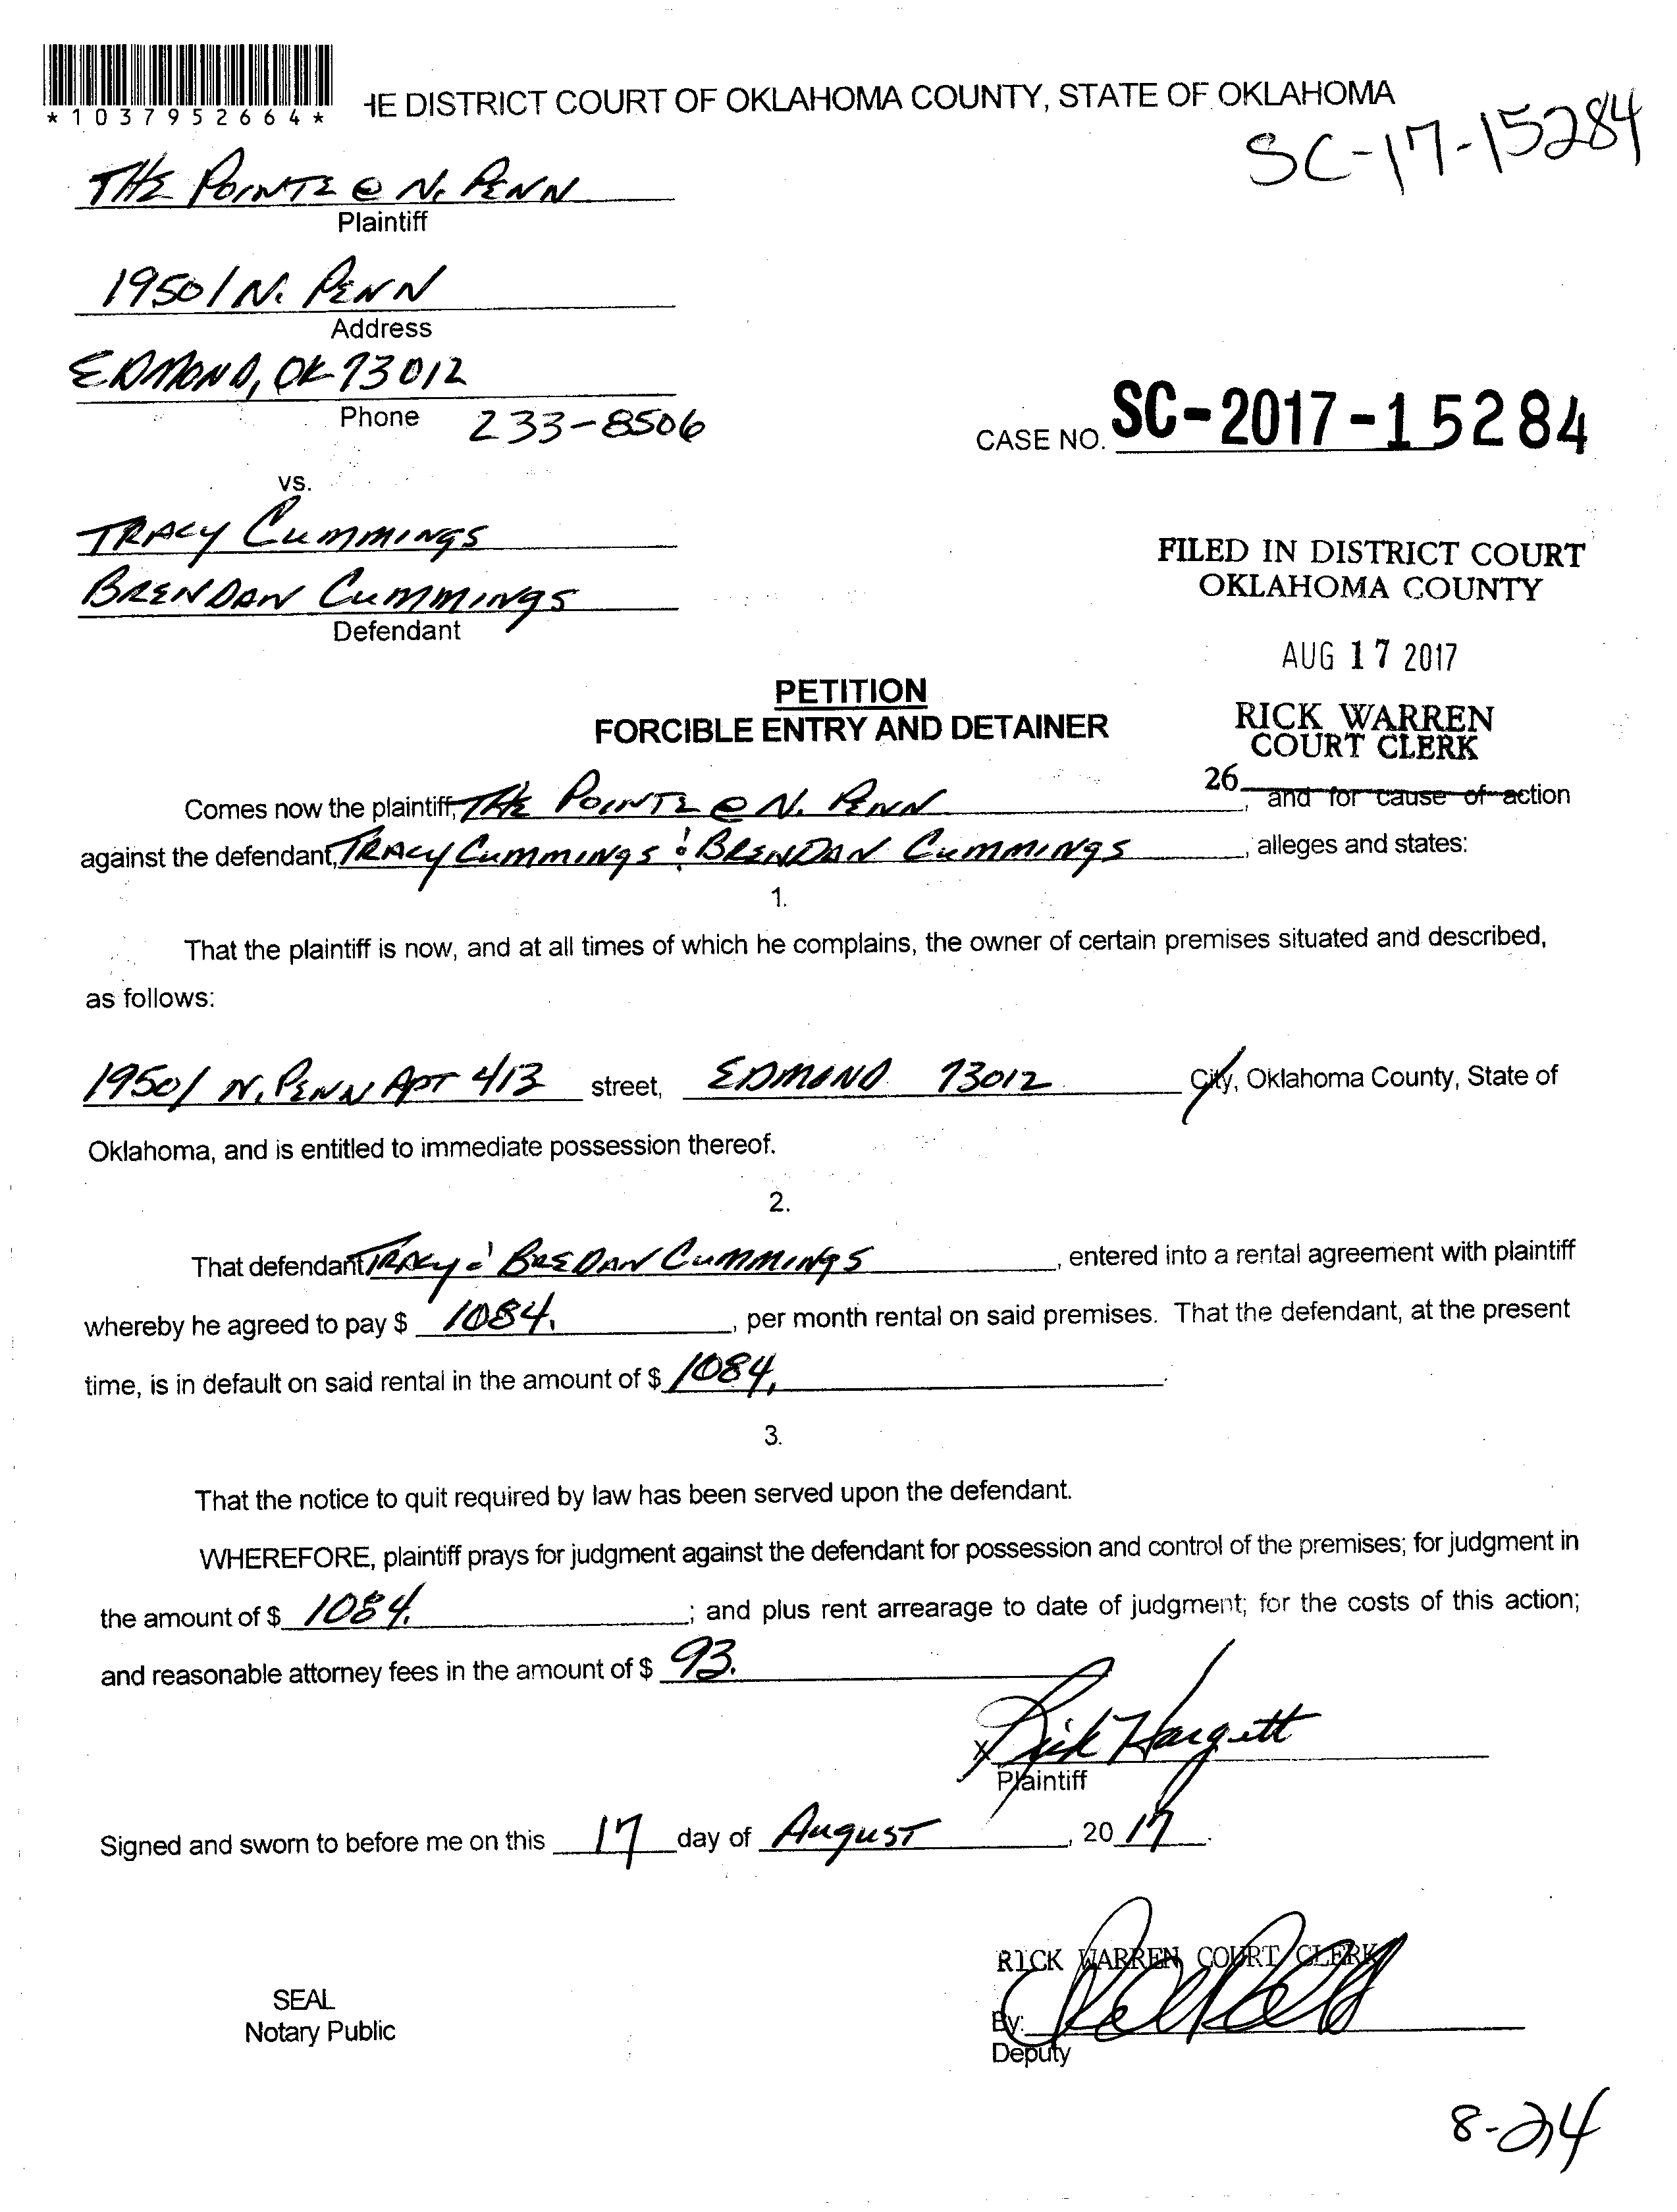 *1037952664*
HE DISTRICT COURT OF OKLAHOMA COUNTY, STATE OF OKLAHOMA
SC-17-15284
THE POINTE @ N. PENN
Plaintiff
19501 N. PENN
Address
EDMOND, OK 73012
Phone 233-8506
CASE NO. SC-2017-15284
vs.
TRACY CUMMINGS
BRENDAN CUMMINGS
Defendant
FILED IN DISTRICT COURT
OKLAHOMA COUNTY
AUG 17 2017
RICK WARREN
COURT CLERK
26
PETITION
FORCIBLE ENTRY AND DETAINER
Comes now the plaintiff, THE POINTE @ N. PENN, and for cause of action
against the defendant, TRACY CUMMINGS & BRENDAN CUMMINGS, alleges and states:
1.
That the plaintiff is now, and at all times of which he complains, the owner of certain premises situated and described,
as follows:
19501 N. PENN APT 413 street, EDMOND 73012 City, Oklahoma County, State of
Oklahoma, and is entitled to immediate possession thereof.
2.
That defendant TRACY & BREDAN CUMMINGS, entered into a rental agreement with plaintiff
whereby he agreed to pay $ 1084., per month rental on said premises. That the defendant, at the present
time, is in default on said rental in the amount of $ 1084,.
3.
That the notice to quit required by law has been served upon the defendant.
WHEREFORE, plaintiff prays for judgment against the defendant for possession and control of the premises; for judgment in
the amount of $ 1084.; and plus rent arrearage to date of judgment; for the costs of this action;
and reasonable attorney fees in the amount of $ 93.
X Rick Hargett
Plaintiff
Signed and sworn to before me on this 17 day of AUGUST, 20 17.
RICK WARREN COURT CLERK
SEAL
Notary Public
By:
Deputy
8-24